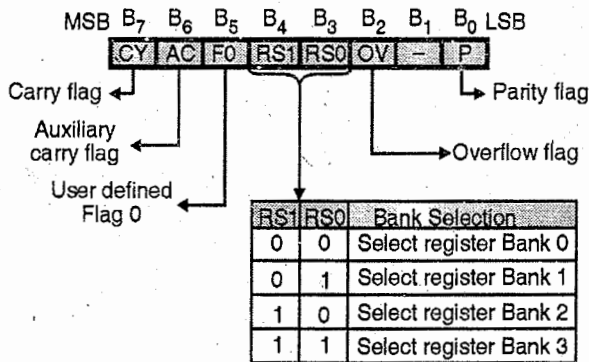 MSB B7 B6 B5 B4 B3 B2 B1 B0 LSB
CY AC F0 RS1 RS0 OV – P
Carry flag
Parity flag
Auxiliary
carry flag
Overflow flag
User defined
Flag 0
RS1 RS0 Bank Selection
0 0 Select register Bank 0
0 1 Select register Bank 1
1 0 Select register Bank 2
1 1 Select register Bank 3